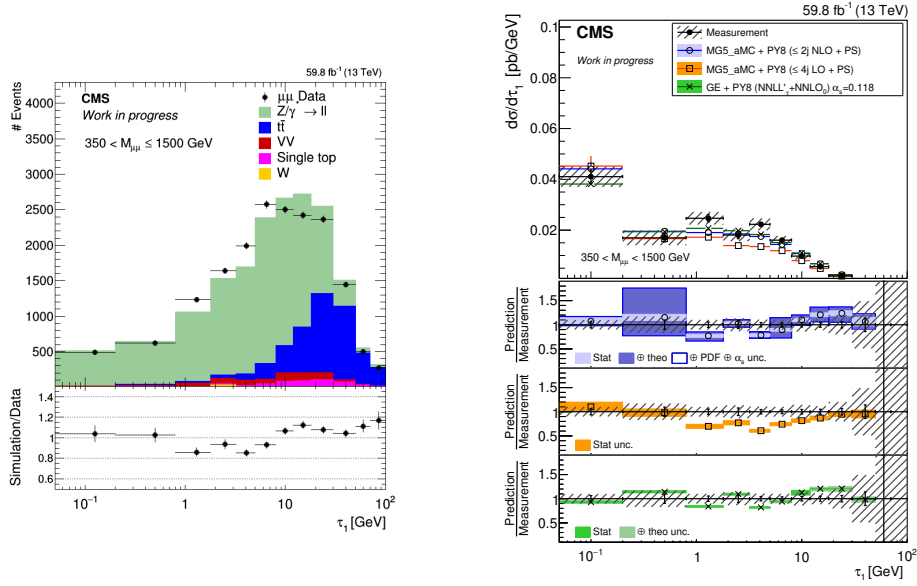 59.8 fb⁻¹ (13 TeV)
# Events
4000
3500
3000
2500
2000
1500
1000
500
CMS
Work in progress
350 < M_μμ ≤ 1500 GeV
μμ Data
Z/γ* → ll
tt̄
VV
Single top
W
Simulation/Data
1.4
1.2
1
0.8
0.6
10⁻¹
1
10
10²
τ₁ [GeV]
59.8 fb⁻¹ (13 TeV)
dσ/dτ₁ [pb/GeV]
0.1
0.08
0.06
0.04
0.02
CMS
Work in progress
Measurement
MG5_aMC + PY8 (≤ 2j NLO + PS)
MG5_aMC + PY8 (≤ 4j LO + PS)
GE + PY8 (NNLL'_τ+NNLO₀) α_s=0.118
350 < M_μμ < 1500 GeV
Prediction
Measurement
1.5
1
0.5
Stat
⊕ theo
⊕ PDF ⊕ α_s unc.
Prediction
Measurement
1.5
1
0.5
Stat unc.
Prediction
Measurement
1.5
1
0.5
Stat
⊕ theo unc.
10⁻¹
1
10
10²
τ₁ [GeV]